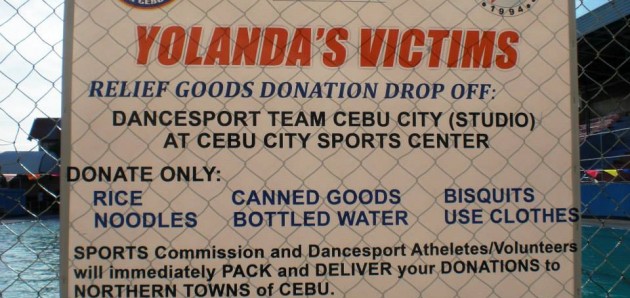 YOLANDA'S VICTIMS
RELIEF GOODS DONATION DROP OFF:
DANCESPORT TEAM CEBU CITY (STUDIO)
AT CEBU CITY SPORTS CENTER
DONATE ONLY:
RICE CANNED GOODS BISQUITS
NOODLES BOTTLED WATER USE CLOTHES
SPORTS Commission and Dancesport Atheletes/Volunteers
will immediately PACK and DELIVER your DONATIONS to
NORTHERN TOWNS of CEBU.